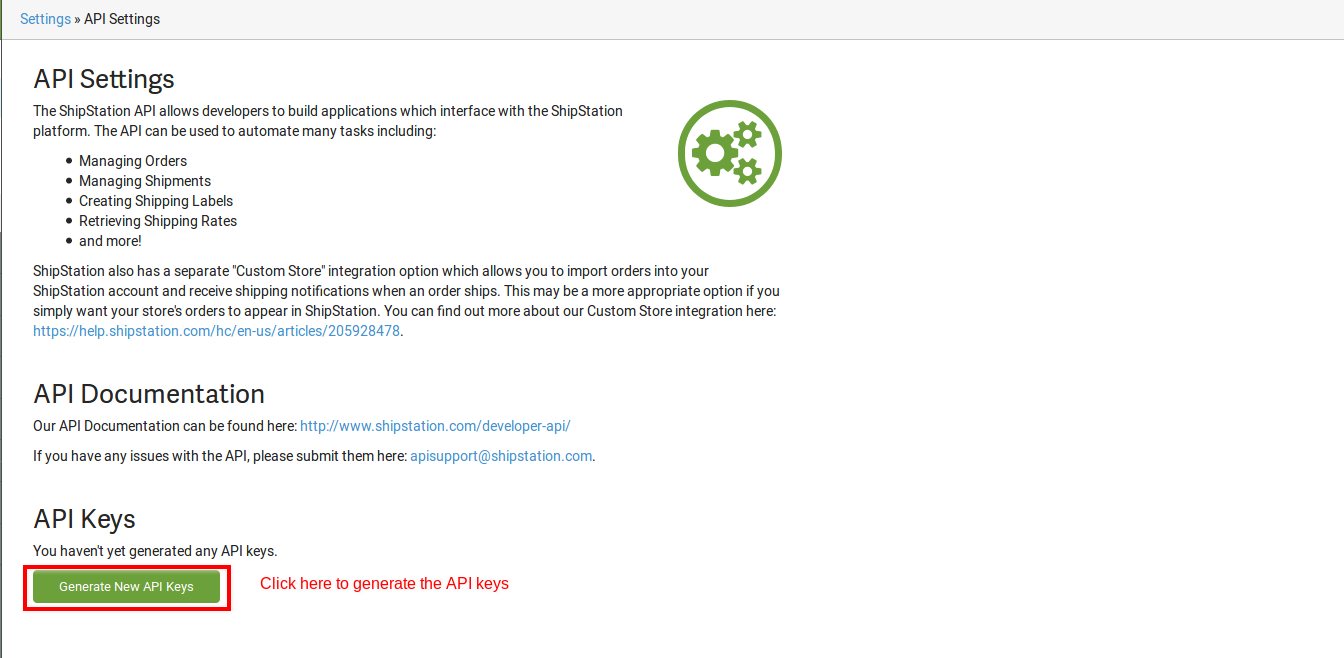 Settings » API Settings
API Settings
The ShipStation API allows developers to build applications which interface with the ShipStation
platform. The API can be used to automate many tasks including:
• Managing Orders
• Managing Shipments
• Creating Shipping Labels
• Retrieving Shipping Rates
• and more!
ShipStation also has a separate "Custom Store" integration option which allows you to import orders into your
ShipStation account and receive shipping notifications when an order ships. This may be a more appropriate option if you
simply want your store's orders to appear in ShipStation. You can find out more about our Custom Store integration here:
https://help.shipstation.com/hc/en-us/articles/205928478.
API Documentation
Our API Documentation can be found here: http://www.shipstation.com/developer-api/
If you have any issues with the API, please submit them here: apisupport@shipstation.com.
API Keys
You haven't yet generated any API keys.
Generate New API Keys
Click here to generate the API keys